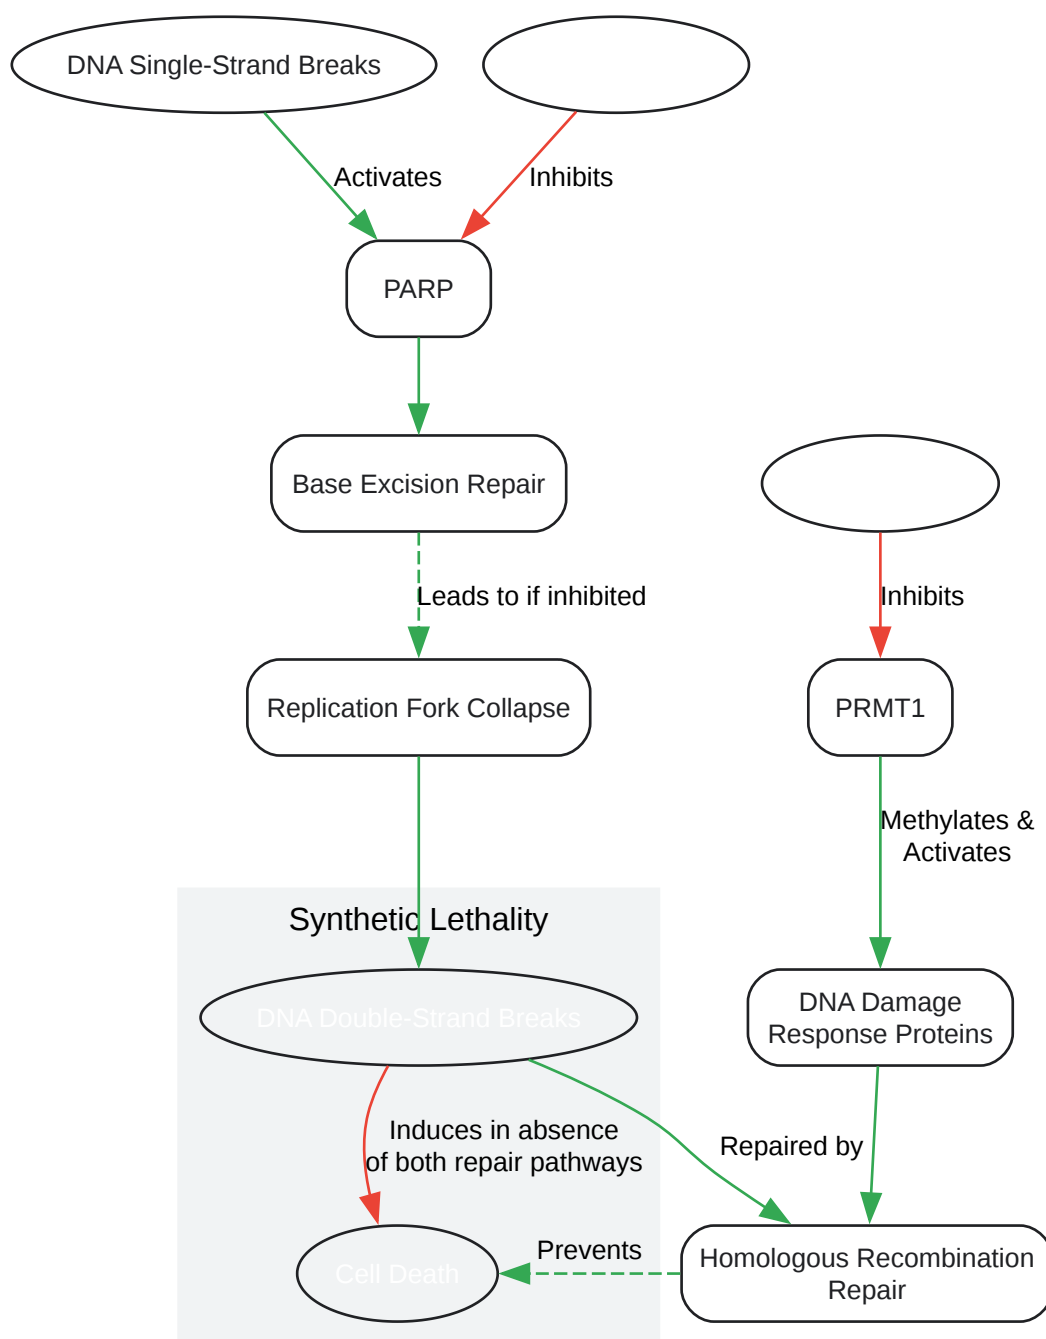 DNA Single-Strand Breaks
Activates
Inhibits
PARP
Base Excision Repair
Leads to if inhibited
Inhibits
Replication Fork Collapse
PRMT1
Methylates &
Activates
Synthetic Lethality
DNA Double-Strand Breaks
DNA Damage
Response Proteins
Induces in absence
of both repair pathways
Repaired by
Cell Death
Prevents
Homologous Recombination
Repair